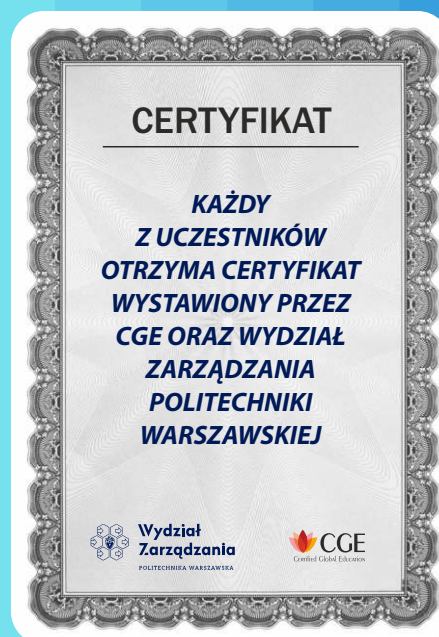 CERTYFIKAT
KAŻDY
Z UCZESTNIKÓW
OTRZYMA CERTYFIKAT
WYSTAWIONY PRZEZ
CGE ORAZ WYDZIAŁ
ZARZĄDZANIA
POLITECHNIKI
WARSZAWSKIEJ
Wydział
Zarządzania
POLITECHNIKA WARSZAWSKA
CGE
Certified Global Education